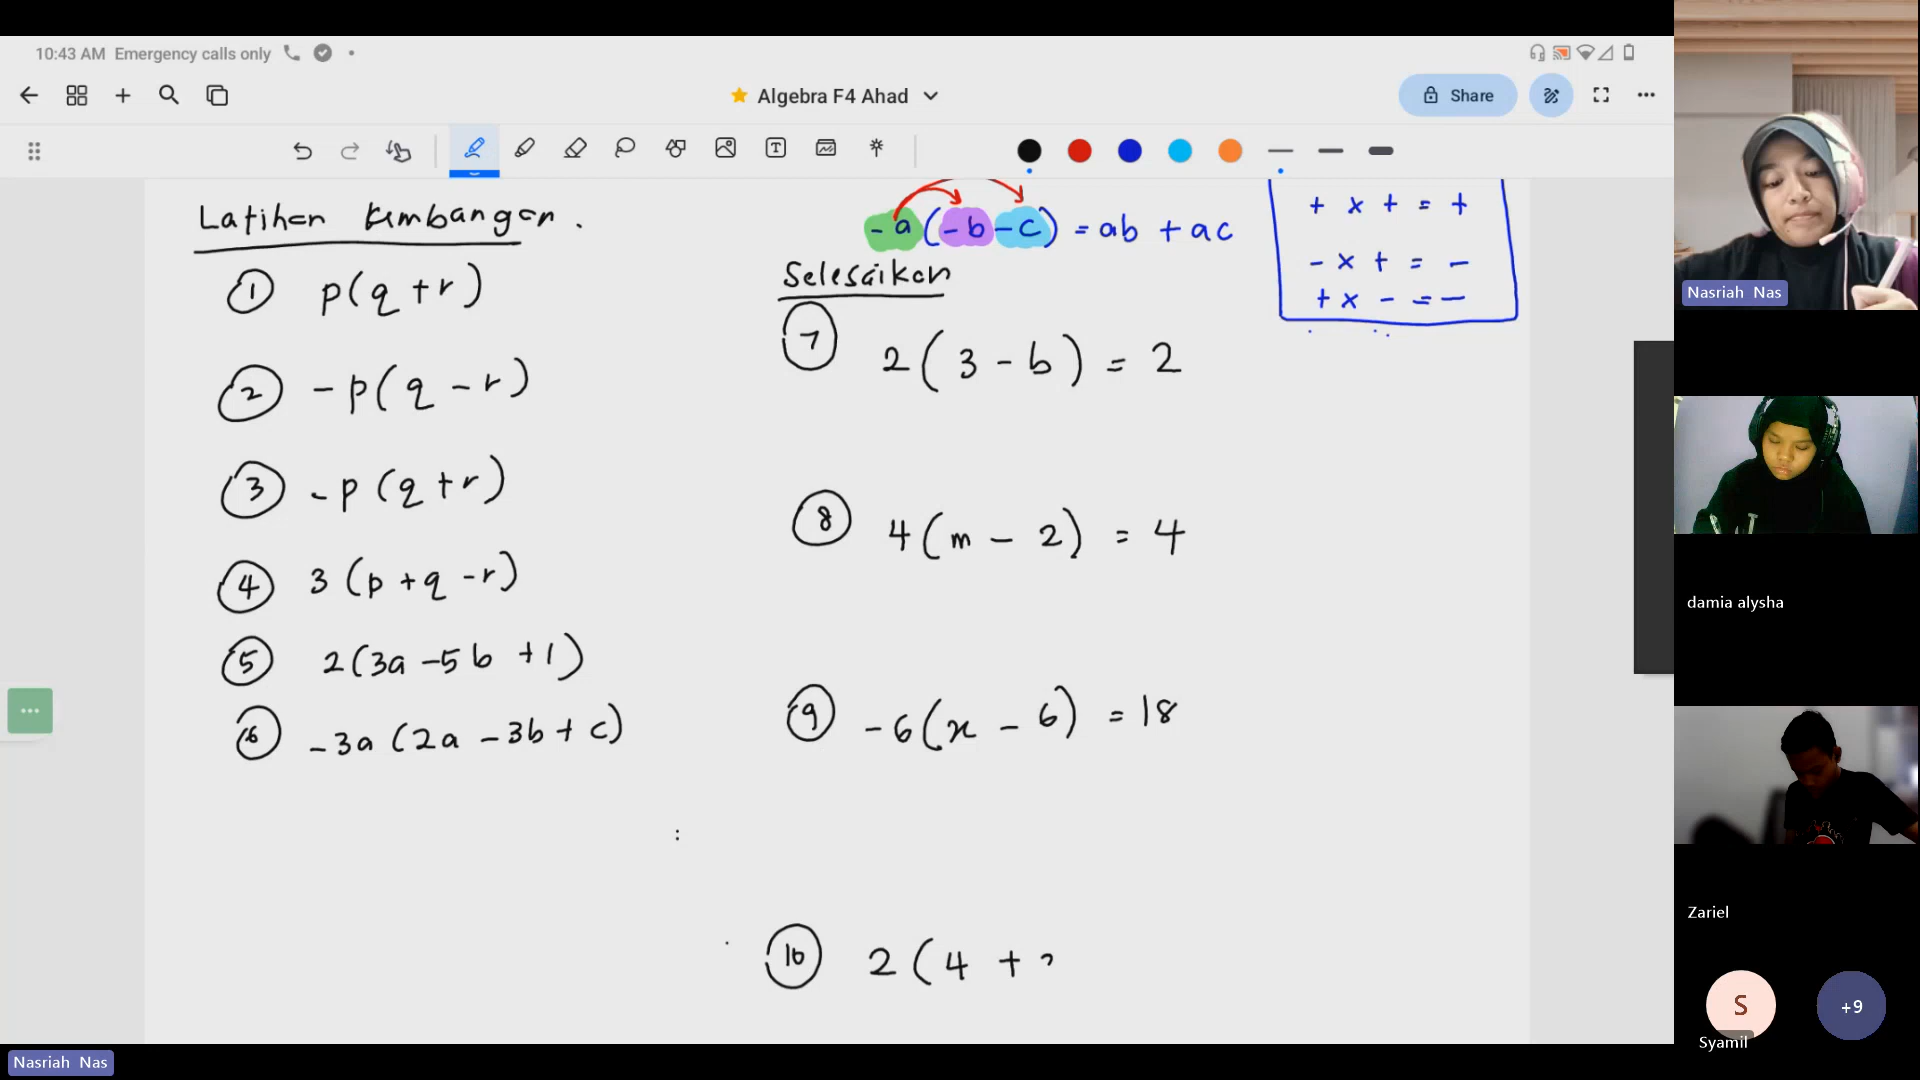 10:43 AM Emergency calls only
Algebra F4 Ahad
Share
Latihan kembangan.
① p(q+r)
② -p(q-r)
③ -p(q+r)
④ 3(p+q-r)
⑤ 2(3a-5b+1)
⑥ -3a(2a-3b+c)
-a(-b-c) = ab + ac
Selesaikan
⑦ 2(3-b) = 2
⑧ 4(m-2) = 4
⑨ -6(x-6) = 18
⑩ 2(4+
+ x + = +
- x + = -
+ x - = -
Nasriah Nas
damia alysha
Zariel
S
Syamil
+9
Nasriah Nas